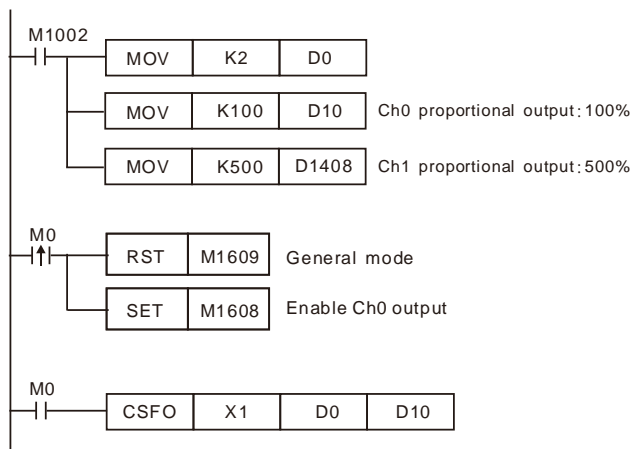 M1002
MOV K2 D0
MOV K100 D10 Ch0 proportional output: 100%
MOV K500 D1408 Ch1 proportional output: 500%
M0
RST M1609 General mode
SET M1608 Enable Ch0 output
M0
CSFO X1 D0 D10